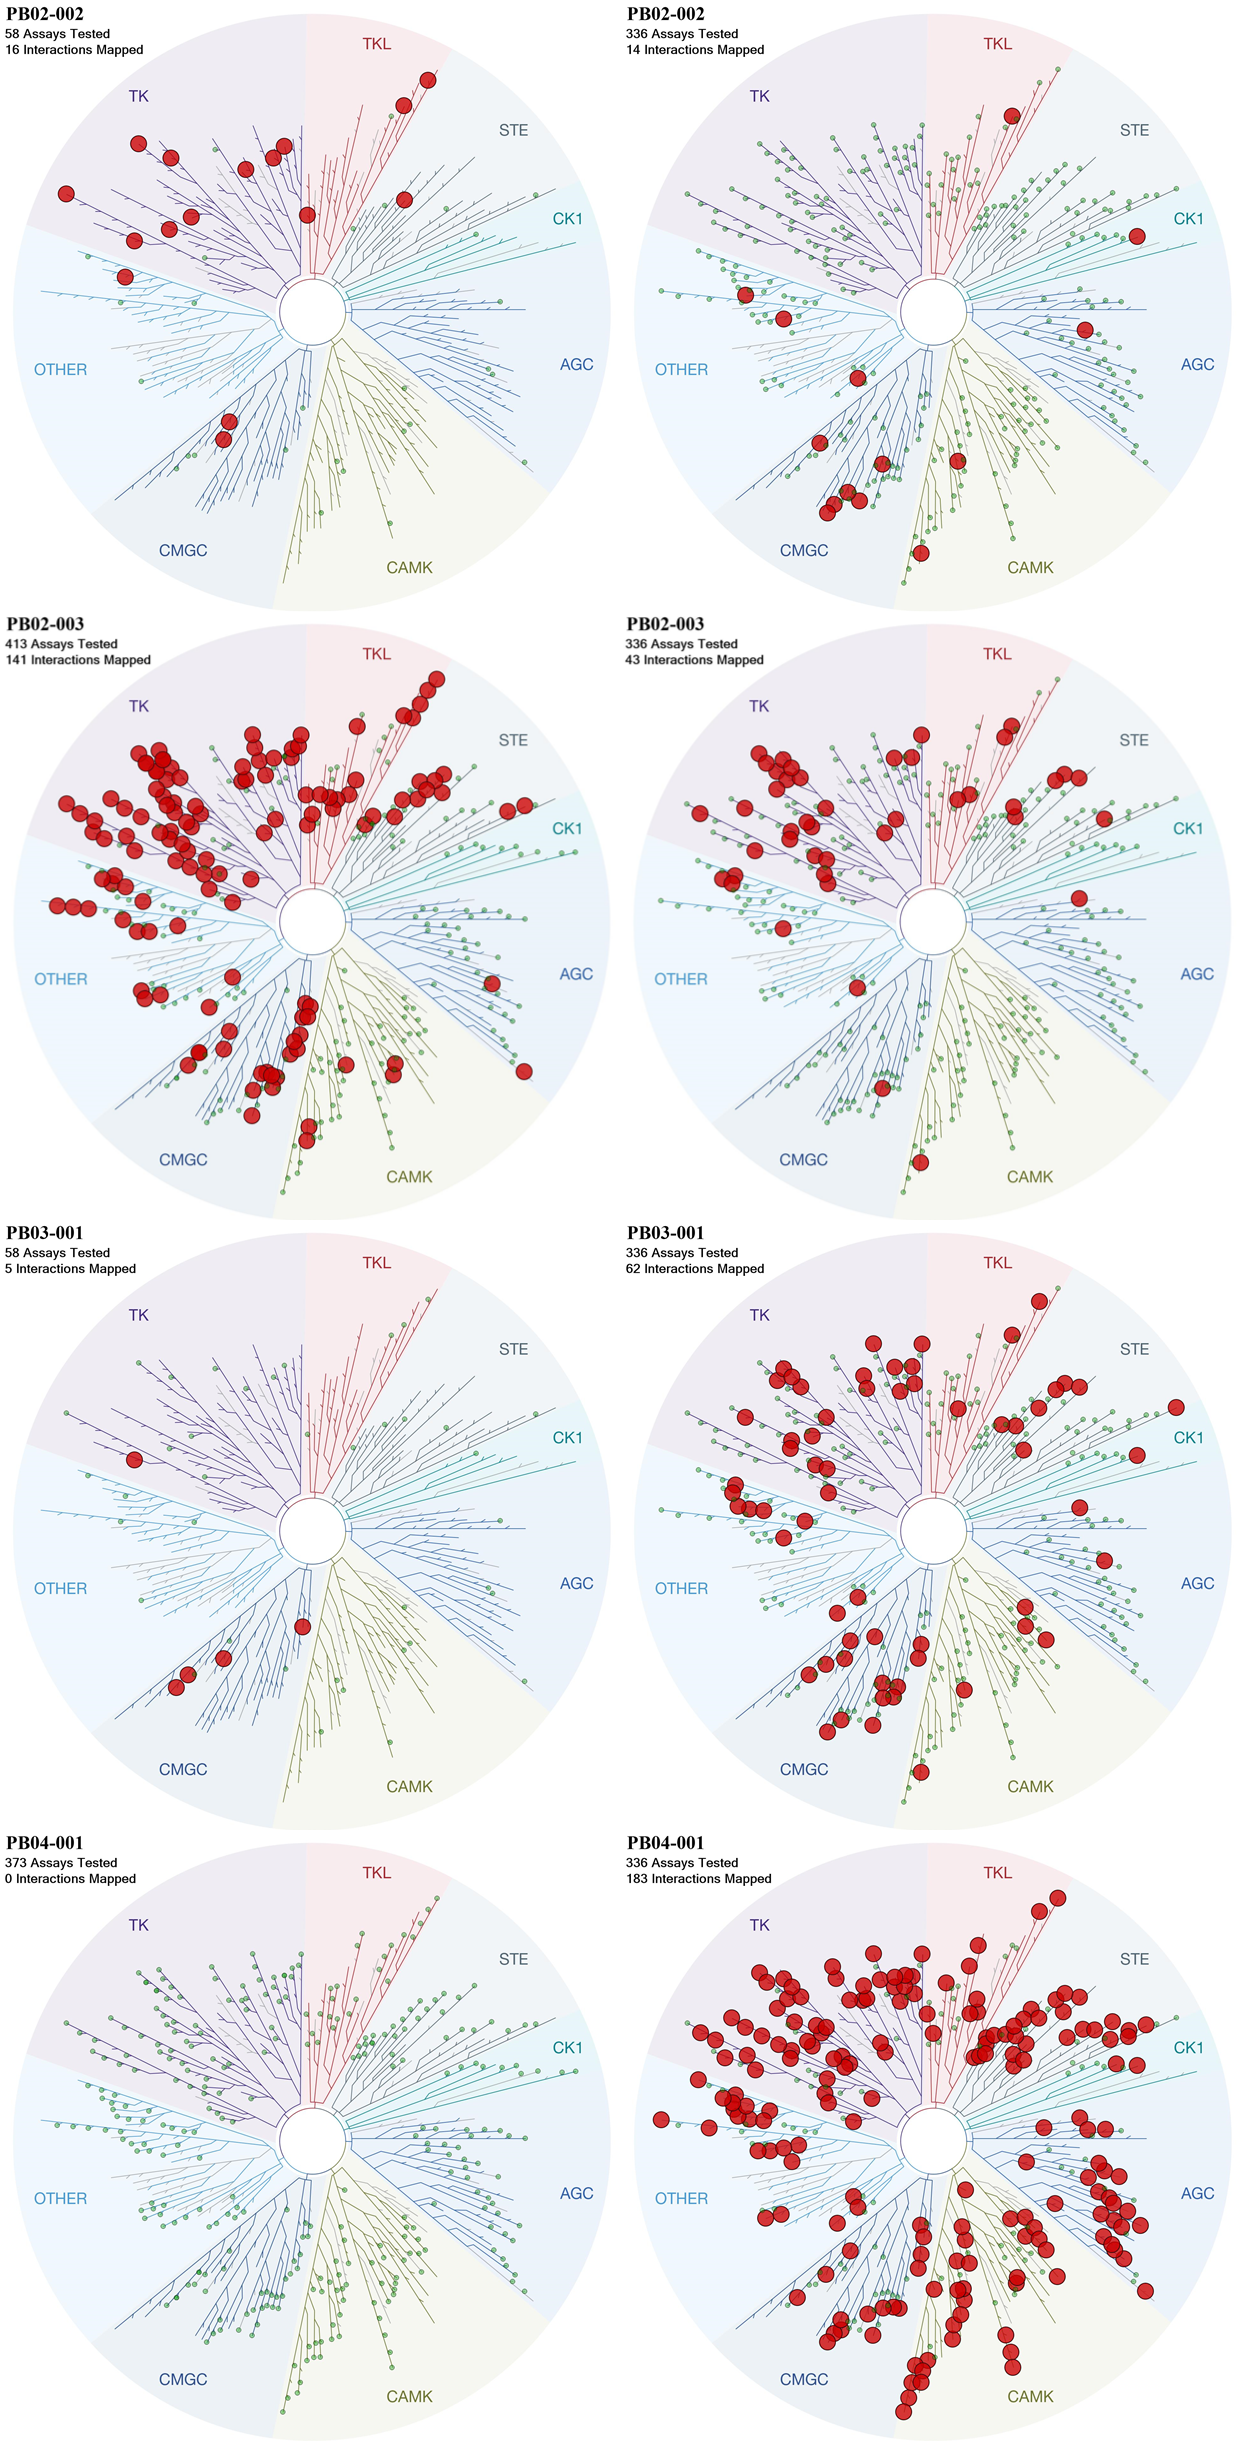 PB02-002
58 Assays Tested
16 Interactions Mapped
TKL
TK
STE
CK1
AGC
OTHER
CMGC
CAMK
PB02-002
336 Assays Tested
14 Interactions Mapped
TKL
TK
STE
CK1
AGC
OTHER
CMGC
CAMK
PB02-003
413 Assays Tested
141 Interactions Mapped
TKL
TK
STE
CK1
AGC
OTHER
CMGC
CAMK
PB02-003
336 Assays Tested
43 Interactions Mapped
TKL
TK
STE
CK1
AGC
OTHER
CMGC
CAMK
PB03-001
58 Assays Tested
5 Interactions Mapped
TKL
TK
STE
CK1
AGC
OTHER
CMGC
CAMK
PB03-001
336 Assays Tested
62 Interactions Mapped
TKL
TK
STE
CK1
AGC
OTHER
CMGC
CAMK
PB04-001
373 Assays Tested
0 Interactions Mapped
TKL
TK
STE
CK1
AGC
OTHER
CMGC
CAMK
PB04-001
336 Assays Tested
183 Interactions Mapped
TKL
TK
STE
CK1
AGC
OTHER
CMGC
CAMK